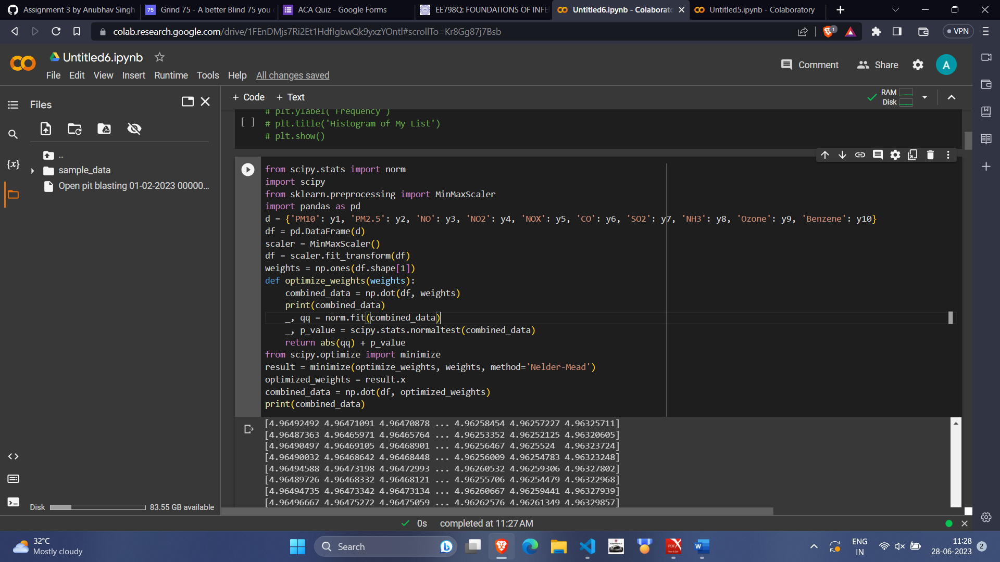 Assignment 3 by Anubhav Singh
75 Grind 75 - A better Blind 75 you
ACA Quiz - Google Forms
EE798Q: FOUNDATIONS OF INFE
Untitled6.ipynb - Colaborato
Untitled5.ipynb - Colaboratory
colab.research.google.com/drive/1FEnDMjs7Ri2Et1HdfIgbwQk9yxzYOntl#scrollTo=Kr8Gg87j7Bsb
1
VPN
Untitled6.ipynb
File Edit View Insert Runtime Tools Help All changes saved
Comment
Share
A
Files
+ Code + Text
RAM
Disk
..
sample_data
Open pit blasting 01-02-2023 00000...
{x}
# plt.ylabel('Frequency')
[ ] # plt.title('Histogram of My List')
# plt.show()
from scipy.stats import norm
import scipy
from sklearn.preprocessing import MinMaxScaler
import pandas as pd
d = {'PM10': y1, 'PM2.5': y2, 'NO': y3, 'NO2': y4, 'NOX': y5, 'CO': y6, 'SO2': y7, 'NH3': y8, 'Ozone': y9, 'Benzene': y10}
df = pd.DataFrame(d)
scaler = MinMaxScaler()
df = scaler.fit_transform(df)
weights = np.ones(df.shape[1])
def optimize_weights(weights):
    combined_data = np.dot(df, weights)
    print(combined_data)
    _, qq = norm.fit(combined_data)
    _, p_value = scipy.stats.normaltest(combined_data)
    return abs(qq) + p_value
from scipy.optimize import minimize
result = minimize(optimize_weights, weights, method='Nelder-Mead')
optimized_weights = result.x
combined_data = np.dot(df, optimized_weights)
print(combined_data)
[4.96492492 4.96471091 4.96470878 ... 4.96258454 4.96257227 4.96325711]
[4.96487363 4.96465971 4.96465764 ... 4.96253352 4.96252125 4.96320605]
[4.96490497 4.96469105 4.96468901 ... 4.96256467 4.9625524  4.96323724]
[4.96490032 4.96468642 4.96468448 ... 4.96256009 4.96254783 4.96323248]
[4.96494588 4.96473198 4.96472993 ... 4.96260532 4.96259306 4.96327802]
[4.96489726 4.96468332 4.96468121 ... 4.96255706 4.96254479 4.96322968]
[4.96494735 4.96473342 4.96473134 ... 4.96260667 4.96259441 4.96327939]
[4.96496667 4.96475272 4.96475059 ... 4.96262576 4.96261349 4.96329857]
Disk 83.55 GB available
0s completed at 11:27 AM
32°C
Mostly cloudy
Search
ENG
IN
11:28
28-06-2023
2